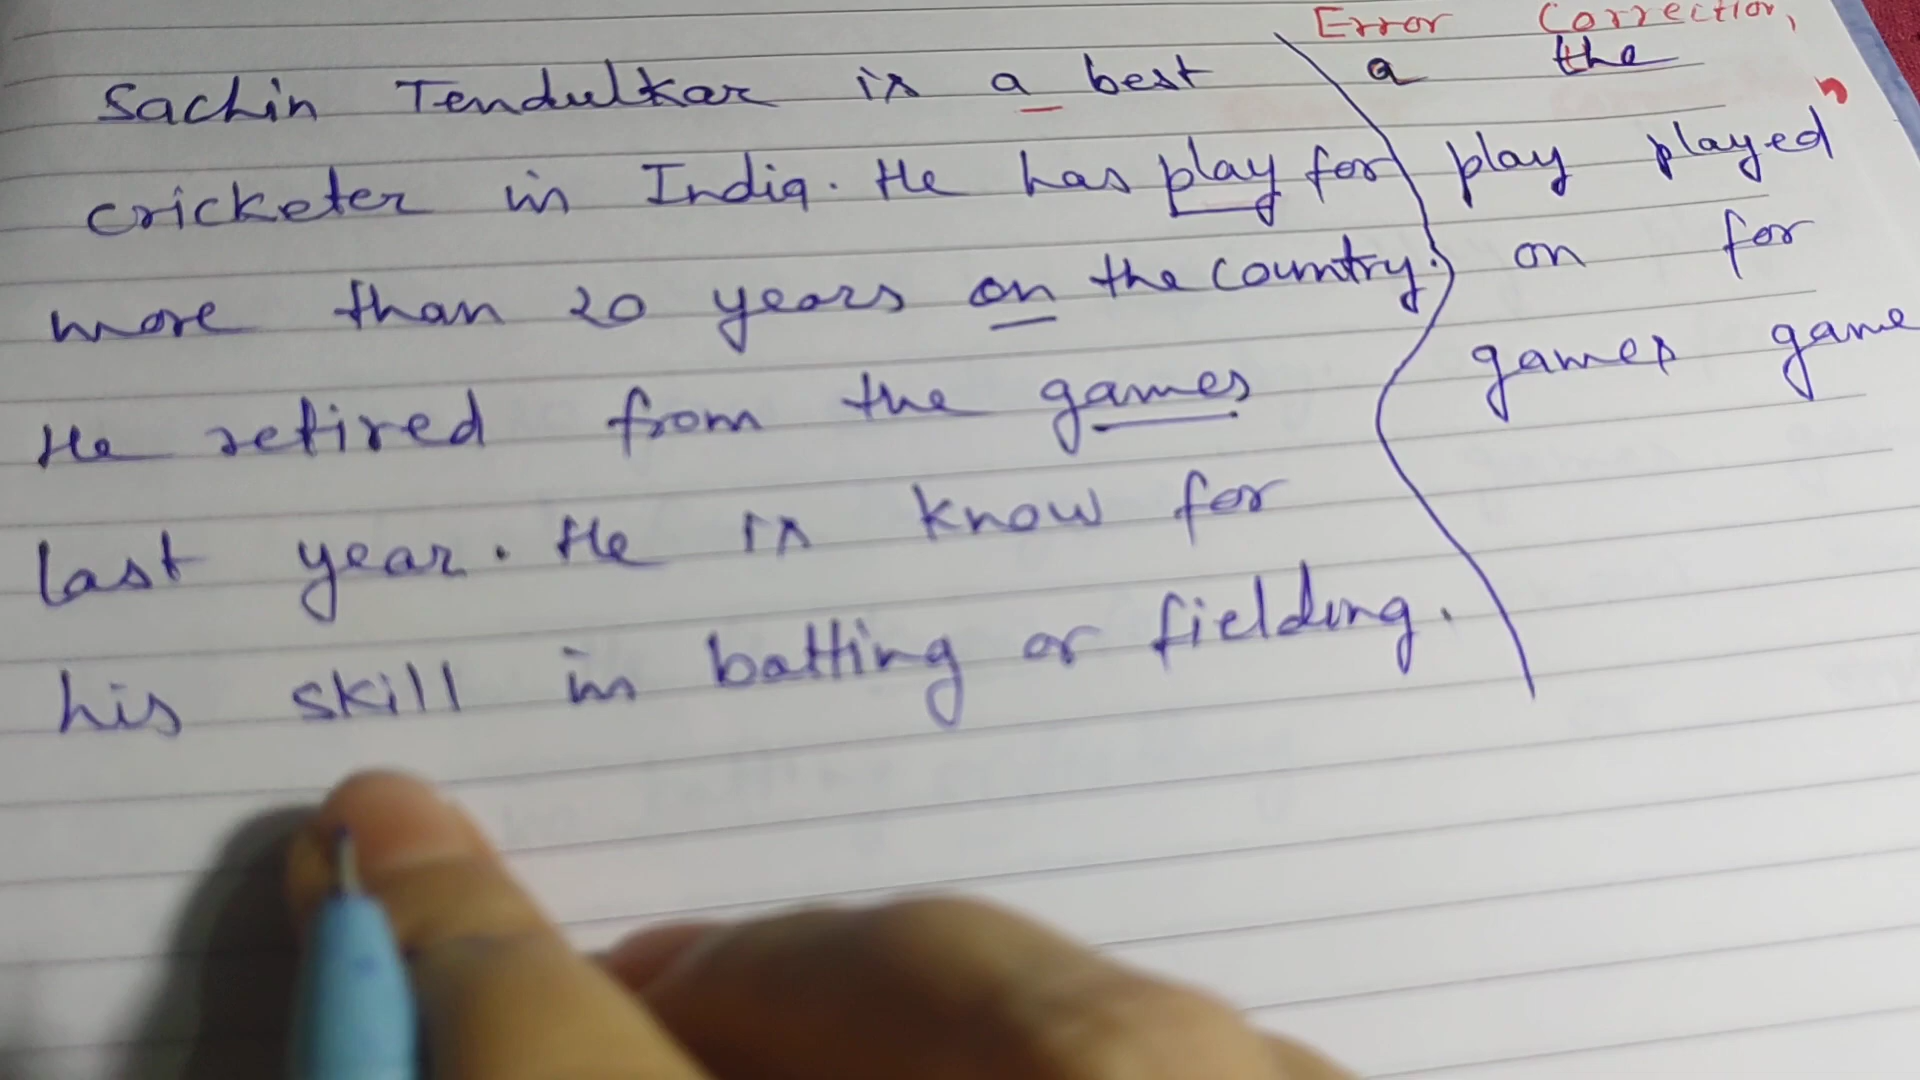 Error Correction,
Sachin Tendulkar is a best a the
cricketer in India. He has play for play played
more than 20 years on the country. on for
He retired from the games games game
last year. He is know for
his skill in batting or fielding.